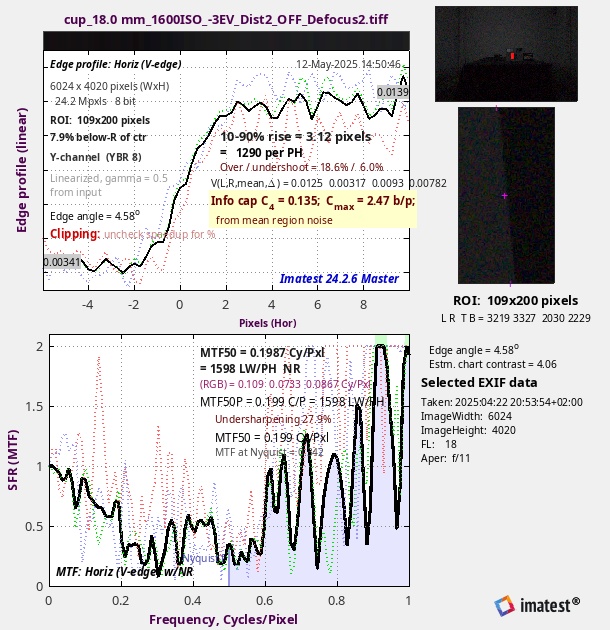 cup_18.0 mm_1600ISO_-3EV_Dist2_OFF_Defocus2.tiff
Edge profile: Horiz (V-edge)
12-May-2025 14:50:46
6024 x 4020 pixels (WxH)
24.2 Mpxls 8 bit
0.0139
ROI: 109x200 pixels
7.9% below-R of ctr
10-90% rise = 3.12 pixels
= 1290 per PH
Y-channel (YBR 8)
Over / undershoot = 18.6% / 6.0%
Linearized, gamma = 0.5
from input
V(L,R,mean,△) = 0.0125 0.00317 0.0093 0.00782
Info cap C4 = 0.135; Cmax = 2.47 b/p;
Edge angle = 4.58o
from mean region noise
Clipping: uncheck speedup for %
0.00341
Imatest 24.2.6 Master
Edge profile (linear)
-4 -2 0 2 4 6 8
Pixels (Hor)
ROI: 109x200 pixels
L R T B = 3219 3327 2030 2229
Edge angle = 4.58o
Estm. chart contrast = 4.06
Selected EXIF data
Taken: 2025:04:22 20:53:54+02:00
ImageWidth: 6024
ImageHeight: 4020
FL: 18
Aper: f/11
MTF50 = 0.1987 Cy/Pxl
= 1598 LW/PH NR
(RGB) = 0.109 0.0733 0.0867 Cy/Pxl
MTF50P = 0.199 C/P = 1598 LW/PH
Undersharpening 27.9%
MTF50 = 0.199 Cy/Pxl
Nyquist
MTF: Horiz (V-edge) w/NR
SFR (MTF)
2
1.5
1
0.5
0
0 0.2 0.4 0.6 0.8 1
Frequency, Cycles/Pixel
imatest®